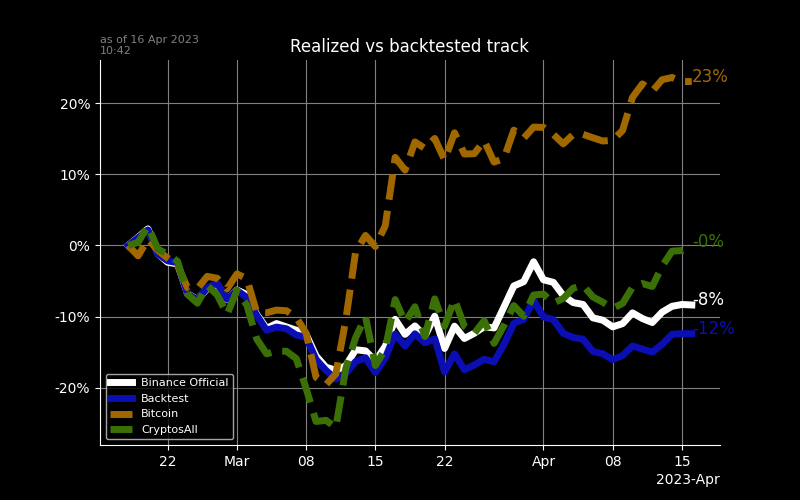 as of 16 Apr 2023
10:42
Realized vs backtested track
23%
20%
10%
0%
-0%
-8%
-10%
-12%
-20%
Binance Official
Backtest
Bitcoin
CryptosAll
22 Mar 08 15 22 Apr 08 15
2023-Apr